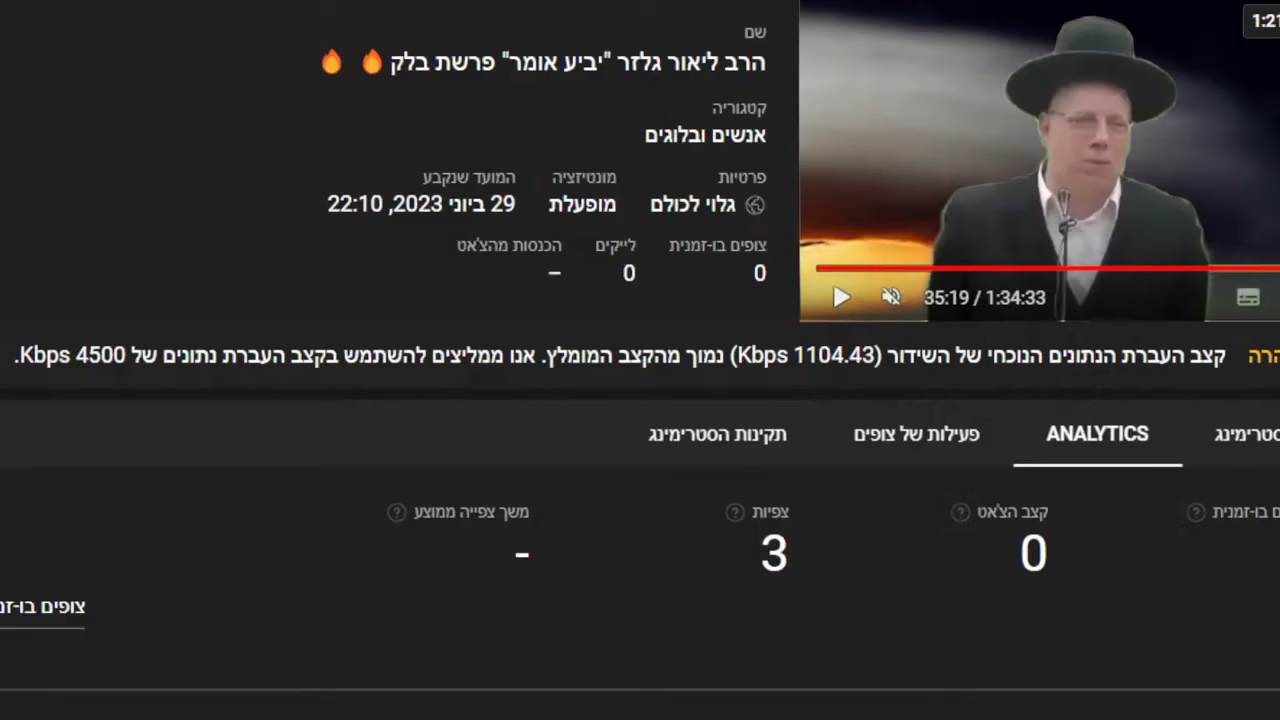 שם
הרב ליאור גלזר "יביע אומר" פרשת בלק 🔥 🔥
קטגוריה
אנשים ובלוגים
פרטיות מונטיזציה המועד שנקבע
גלוי לכולם מופעלת 29 ביוני 2023, 22:10
צופים בו-זמנית לייקים הכנסות מהצ'אט
0 0 –
1:21
35:19 / 1:34:33
קצב העברת הנתונים הנוכחי של השידור (1104.43 Kbps) נמוך מהקצב המומלץ. אנו ממליצים להשתמש בקצב העברת נתונים של 4500 Kbps.
ANALYTICS פעילות של צופים תקינות הסטרימינג
בו-זמנית קצב הצ'אט צפיות משך צפייה ממוצע
0 3 -
צופים